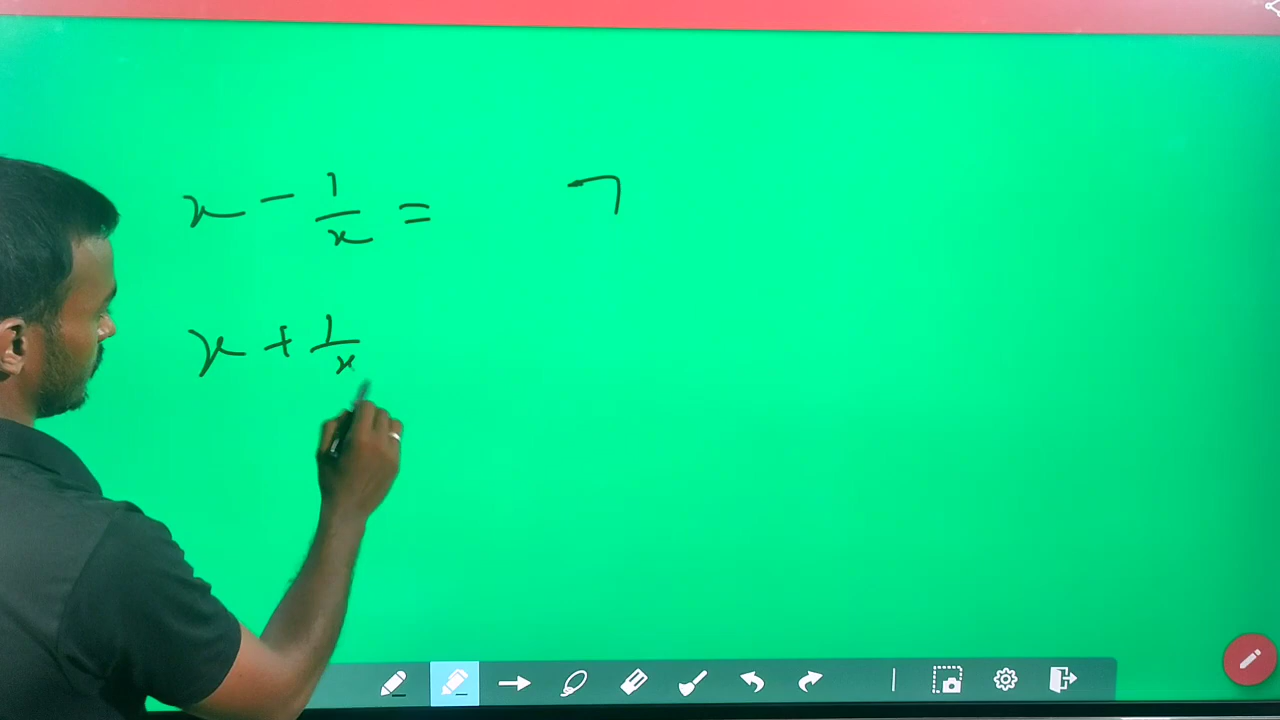 x - 1/x = 7
x + 1/x